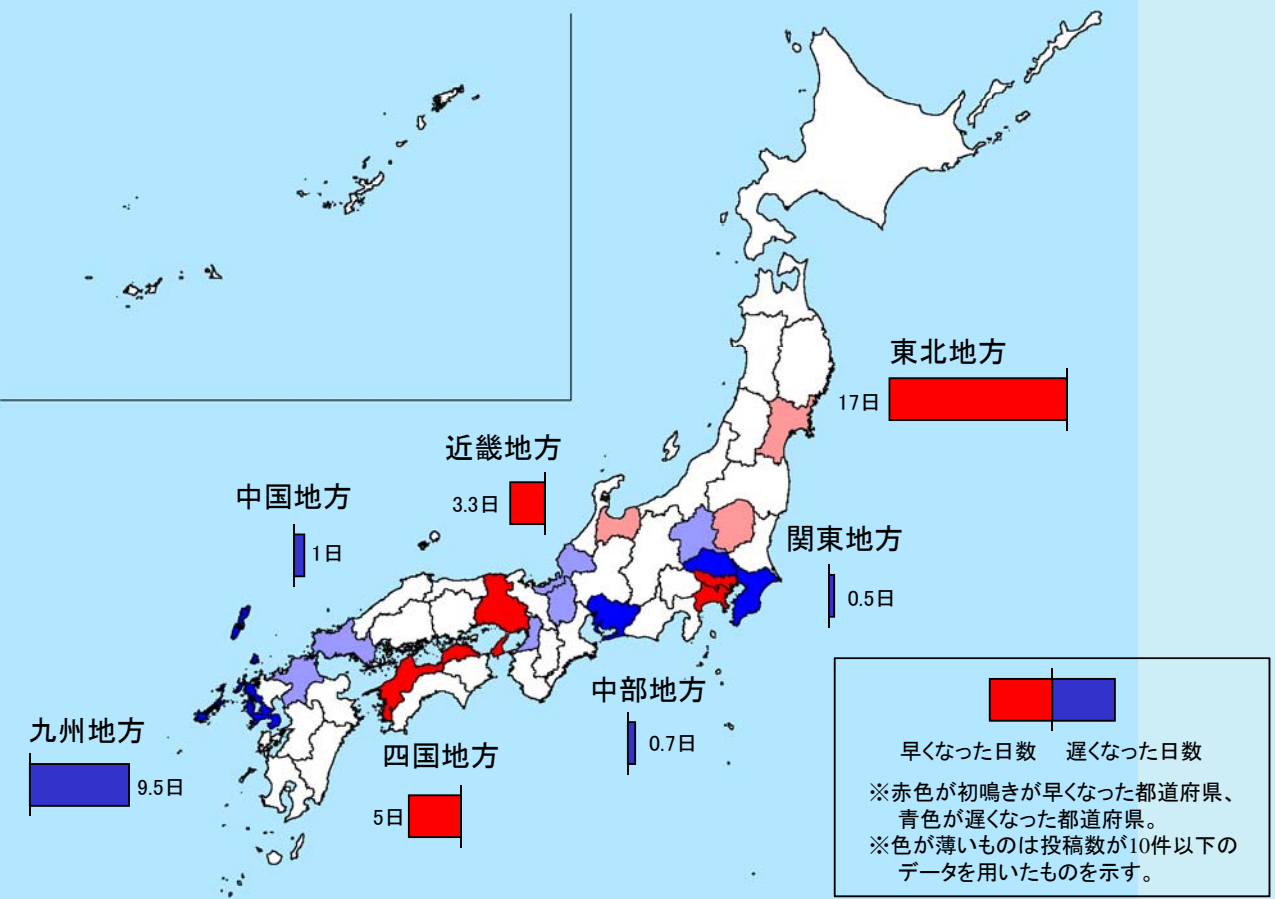 東北地方
17日
近畿地方
3.3日
中国地方
1日
関東地方
0.5日
中部地方
0.7日
九州地方
9.5日
四国地方
5日
早くなった日数 遅くなった日数
※赤色が初鳴きが早くなった都道府県、
青色が遅くなった都道府県。
※色が薄いものは投稿数が10件以下の
データを用いたものを示す。